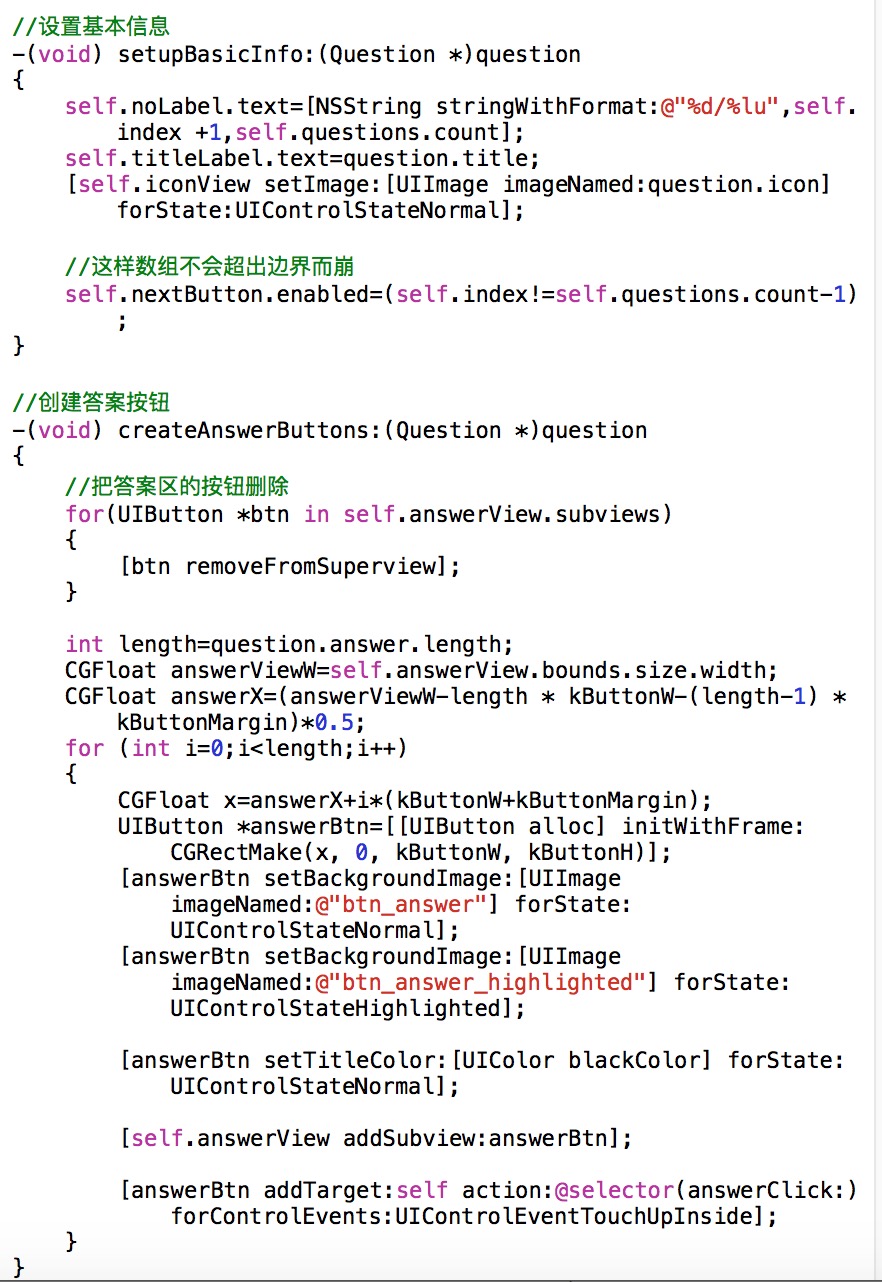 //设置基本信息
-(void) setupBasicInfo:(Question *)question
{
    self.noLabel.text=[NSString stringWithFormat:@"%d/%lu",self.
        index +1,self.questions.count];
    self.titleLabel.text=question.title;
    [self.iconView setImage:[UIImage imageNamed:question.icon]
        forState:UIControlStateNormal];

    //这样数组不会超出边界而崩
    self.nextButton.enabled=(self.index!=self.questions.count-1)
        ;
}

//创建答案按钮
-(void) createAnswerButtons:(Question *)question
{
    //把答案区的按钮删除
    for(UIButton *btn in self.answerView.subviews)
    {
        [btn removeFromSuperview];
    }

    int length=question.answer.length;
    CGFloat answerViewW=self.answerView.bounds.size.width;
    CGFloat answerX=(answerViewW-length * kButtonW-(length-1) *
        kButtonMargin)*0.5;
    for (int i=0;i<length;i++)
    {
        CGFloat x=answerX+i*(kButtonW+kButtonMargin);
        UIButton *answerBtn=[[UIButton alloc] initWithFrame:
            CGRectMake(x, 0, kButtonW, kButtonH)];
        [answerBtn setBackgroundImage:[UIImage
            imageNamed:@"btn_answer"] forState:
            UIControlStateNormal];
        [answerBtn setBackgroundImage:[UIImage
            imageNamed:@"btn_answer_highlighted"] forState:
            UIControlStateHighlighted];

        [answerBtn setTitleColor:[UIColor blackColor] forState:
            UIControlStateNormal];

        [self.answerView addSubview:answerBtn];

        [answerBtn addTarget:self action:@selector(answerClick:)
            forControlEvents:UIControlEventTouchUpInside];
    }
}